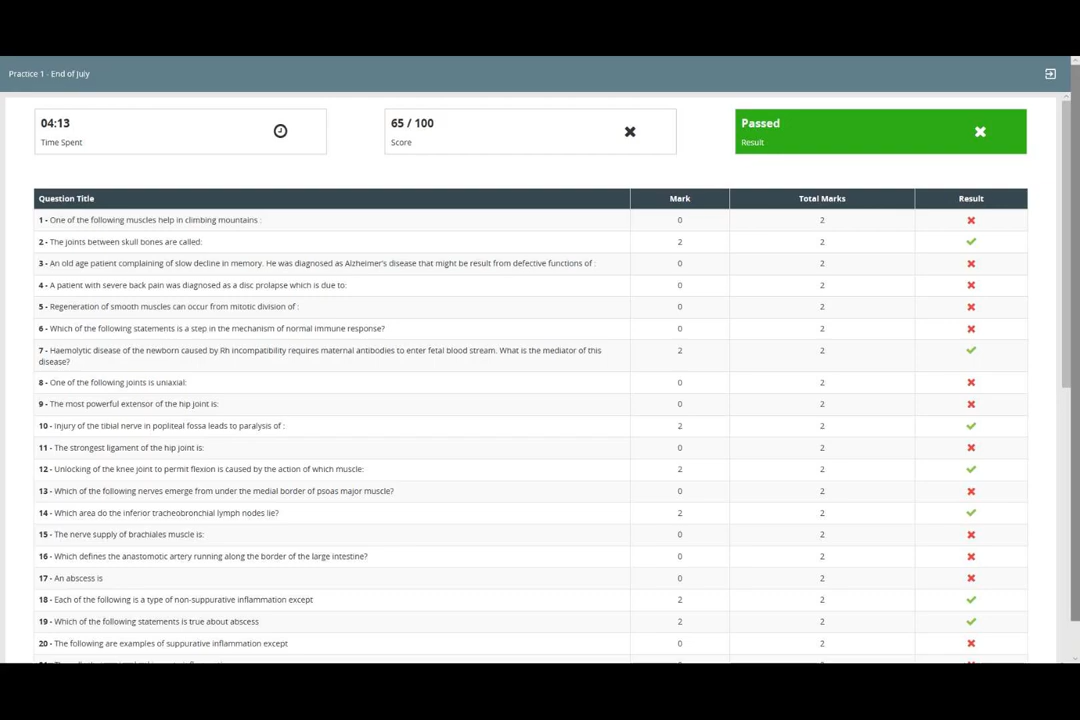 Practice 1 - End of July
04:13
Time Spent
65 / 100
Score
Passed
Result
Question Title Mark Total Marks Result
1 - One of the following muscles help in climbing mountains : 0 2
2 - The joints between skull bones are called: 2 2
3 - An old age patient complaining of slow decline in memory. He was diagnosed as Alzheimer's disease that might be result from defective functions of : 0 2
4 - A patient with severe back pain was diagnosed as a disc prolapse which is due to: 0 2
5 - Regeneration of smooth muscles can occur from mitotic division of : 0 2
6 - Which of the following statements is a step in the mechanism of normal immune response? 0 2
7 - Haemolytic disease of the newborn caused by Rh incompatibility requires maternal antibodies to enter fetal blood stream. What is the mediator of this 2 2
disease?
8 - One of the following joints is uniaxial: 0 2
9 - The most powerful extensor of the hip joint is: 0 2
10 - Injury of the tibial nerve in popliteal fossa leads to paralysis of : 2 2
11 - The strongest ligament of the hip joint is: 0 2
12 - Unlocking of the knee joint to permit flexion is caused by the action of which muscle: 2 2
13 - Which of the following nerves emerge from under the medial border of psoas major muscle? 0 2
14 - Which area do the inferior tracheobronchial lymph nodes lie? 2 2
15 - The nerve supply of brachiales muscle is: 0 2
16 - Which defines the anastomotic artery running along the border of the large intestine? 0 2
17 - An abscess is 0 2
18 - Each of the following is a type of non-suppurative inflammation except 2 2
19 - Which of the following statements is true about abscess 2 2
20 - The following are examples of suppurative inflammation except 0 2